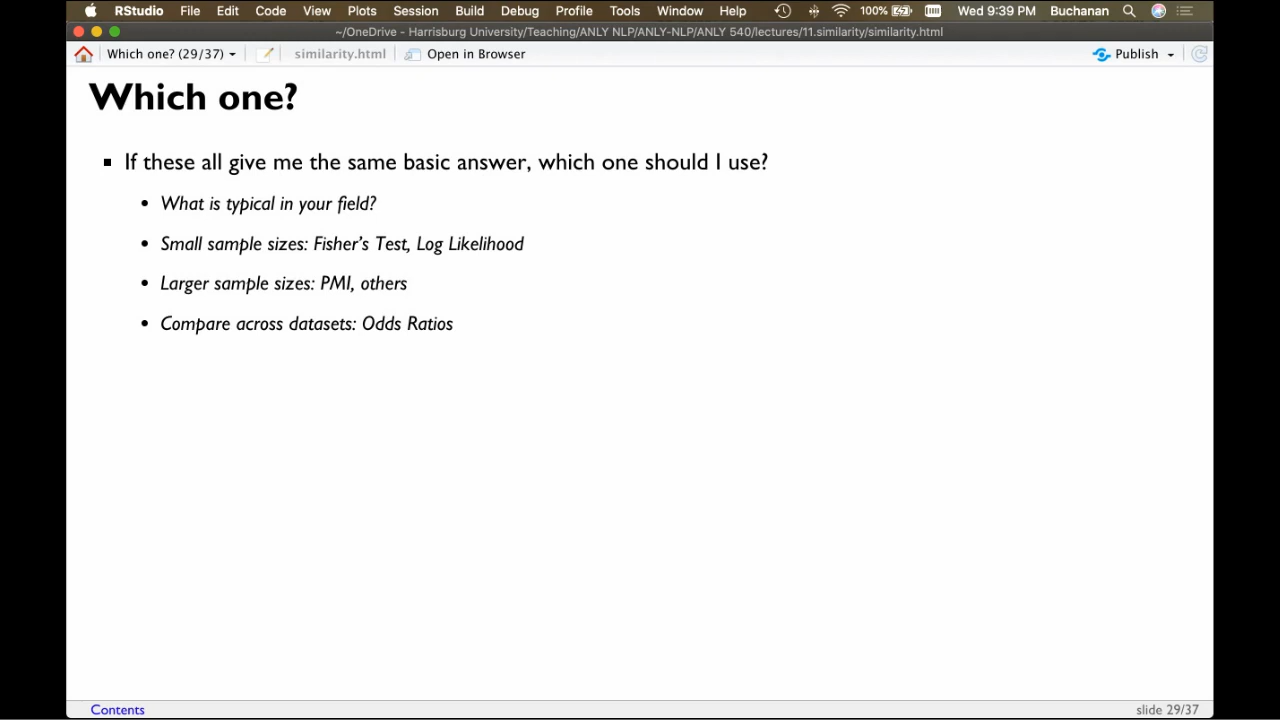 RStudio File Edit Code View Plots Session Build Debug Profile Tools Window Help 100% Wed 9:39 PM Buchanan
~/OneDrive - Harrisburg University/Teaching/ANLY NLP/ANLY-NLP/ANLY 540/lectures/11.similarity/similarity.html
Which one? (29/37) similarity.html Open in Browser Publish
Which one?
If these all give me the same basic answer, which one should I use?
What is typical in your field?
Small sample sizes: Fisher's Test, Log Likelihood
Larger sample sizes: PMI, others
Compare across datasets: Odds Ratios
Contents slide 29/37